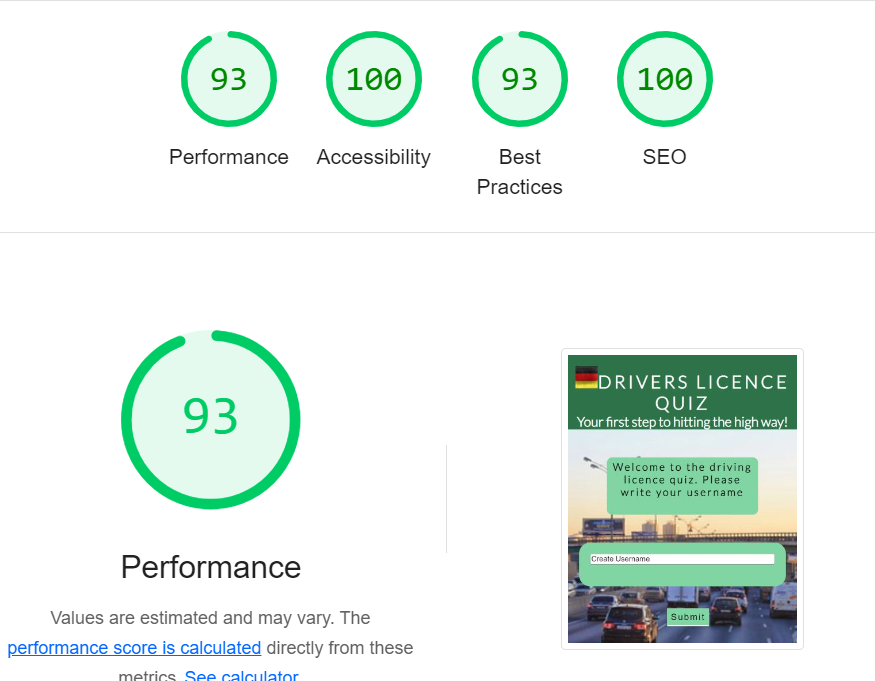 93
100
93
100
Performance
Accessibility
Best
Practices
SEO
93
Performance
Values are estimated and may vary. The
performance score is calculated directly from these
metrics. See calculator.
DRIVERS LICENCE
QUIZ
Your first step to hitting the high way!
Welcome to the driving
licence quiz. Please
write your username
Create Username
Submit